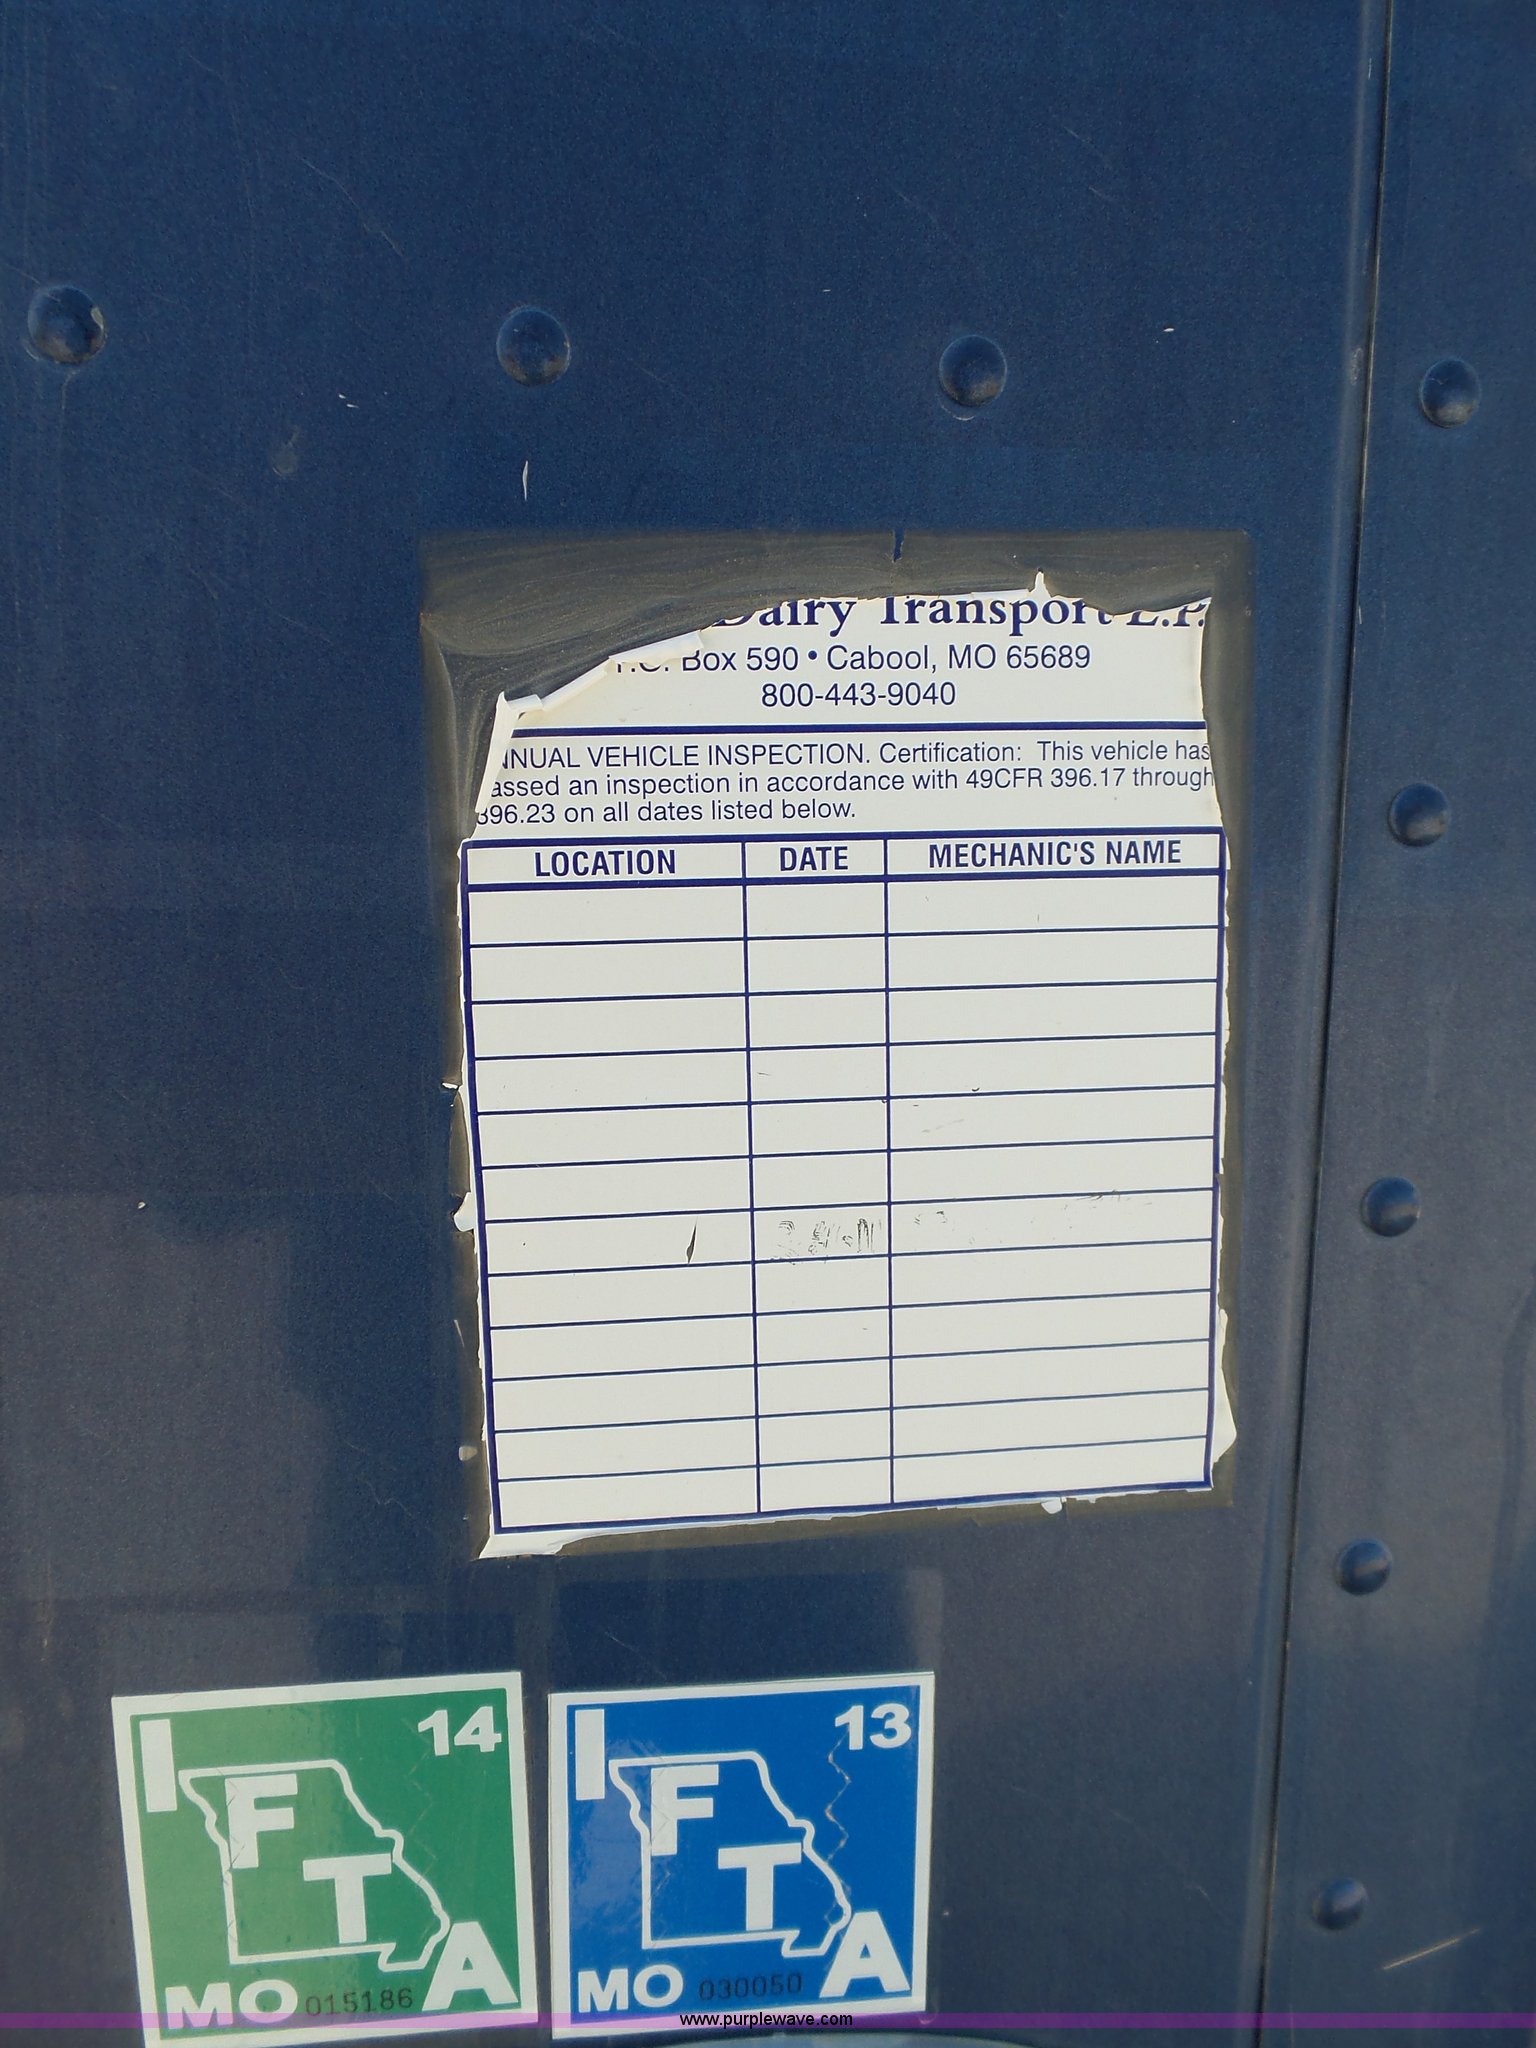 Dairy Transport L.P.
P.O. Box 590 • Cabool, MO 65689
800-443-9040
NNUAL VEHICLE INSPECTION. Certification: This vehicle has
assed an inspection in accordance with 49CFR 396.17 through
396.23 on all dates listed below.
LOCATION DATE MECHANIC'S NAME
I 14
F
T
A
MO 015186
I 13
F
T
A
MO 030050
www.purplewave.com